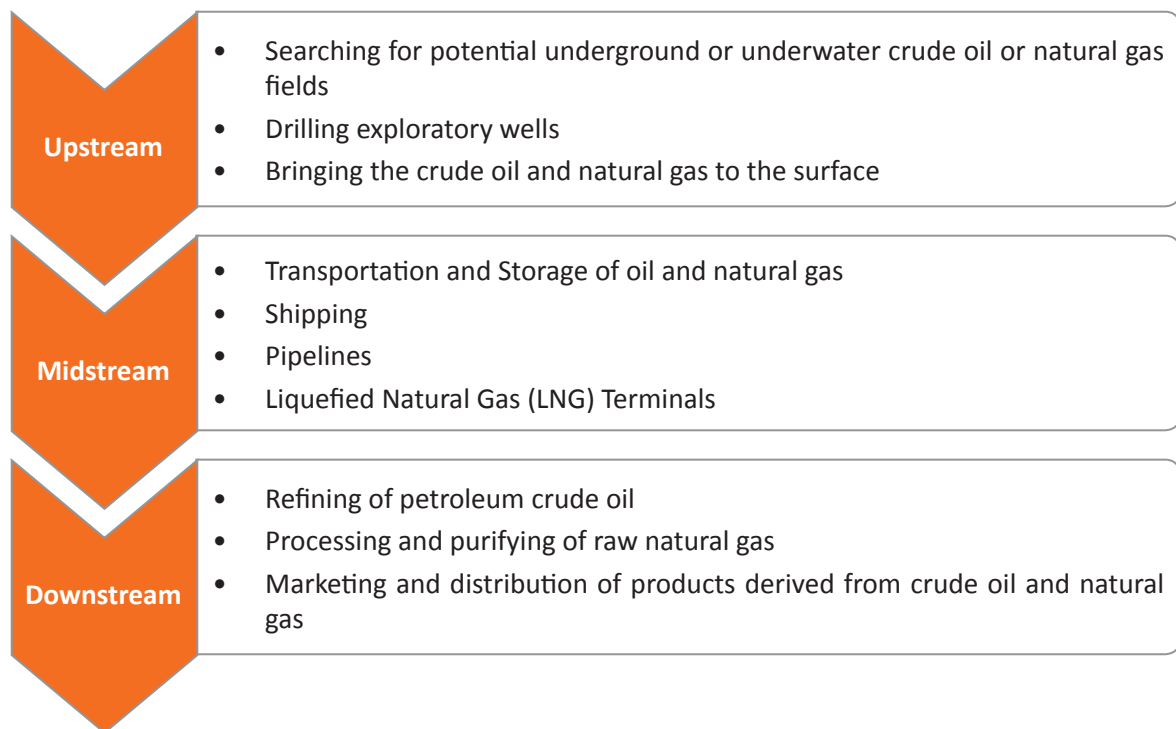 Upstream
• Searching for potential underground or underwater crude oil or natural gas
fields
• Drilling exploratory wells
• Bringing the crude oil and natural gas to the surface
Midstream
• Transportation and Storage of oil and natural gas
• Shipping
• Pipelines
• Liquefied Natural Gas (LNG) Terminals
Downstream
• Refining of petroleum crude oil
• Processing and purifying of raw natural gas
• Marketing and distribution of products derived from crude oil and natural
gas